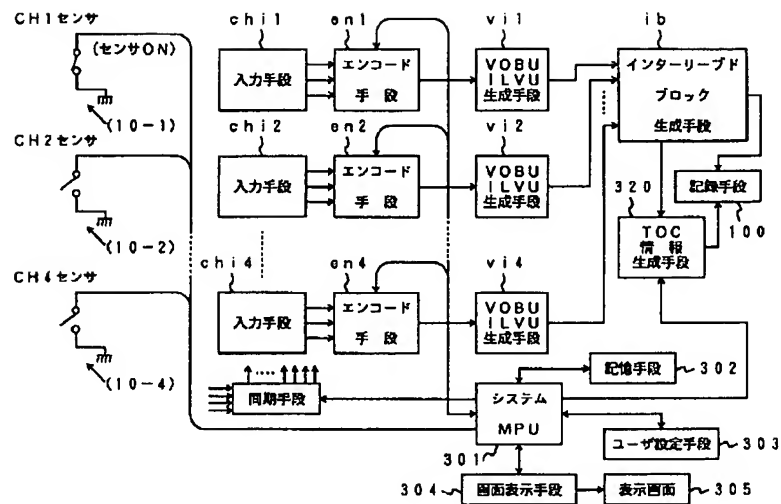 CH1センサ
(センサON)
(10-1)
CH2センサ
(10-2)
CH4センサ
(10-4)
chi1
入力手段
en1
エンコード
手段
vi1
VOBU
ILVU
生成手段
ib
インターリーブド
ブロック
生成手段
chi2
入力手段
en2
エンコード
手段
vi2
VOBU
ILVU
生成手段
320
TOC
情報
生成手段
記録手段
100
chi4
入力手段
en4
エンコード
手段
vi4
VOBU
ILVU
生成手段
同期手段
システム
MPU
301
記憶手段
302
ユーザ設定手段
303
304
画面表示手段
表示画面
305